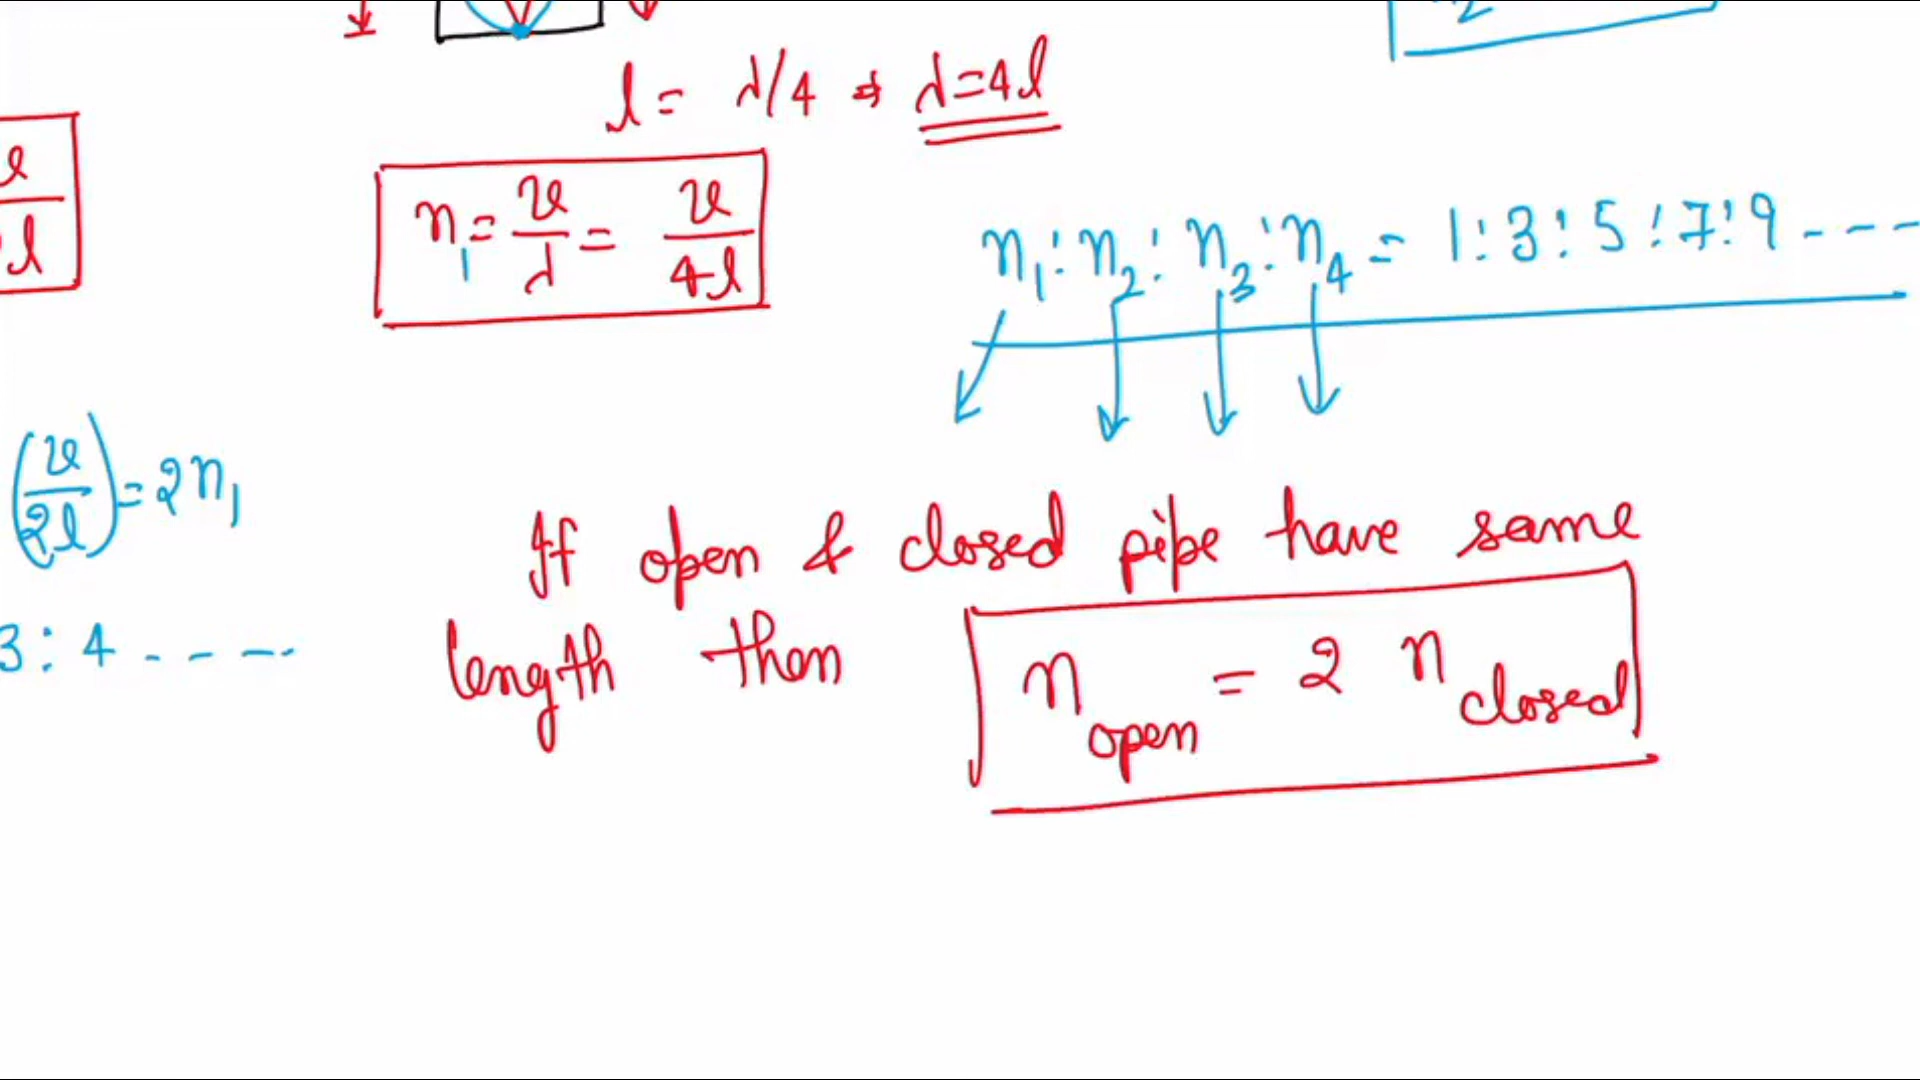 l = λ/4 ⇒ λ=4l
n₁ = v/λ = v/4l
n₁ : n₂ : n₃ : n₄ = 1 : 3 : 5 : 7 : 9 - - - -
(v/2l) = 2n₁
3 : 4 - - - - -
If open & closed pipe have same
length then n_open = 2 n_closed